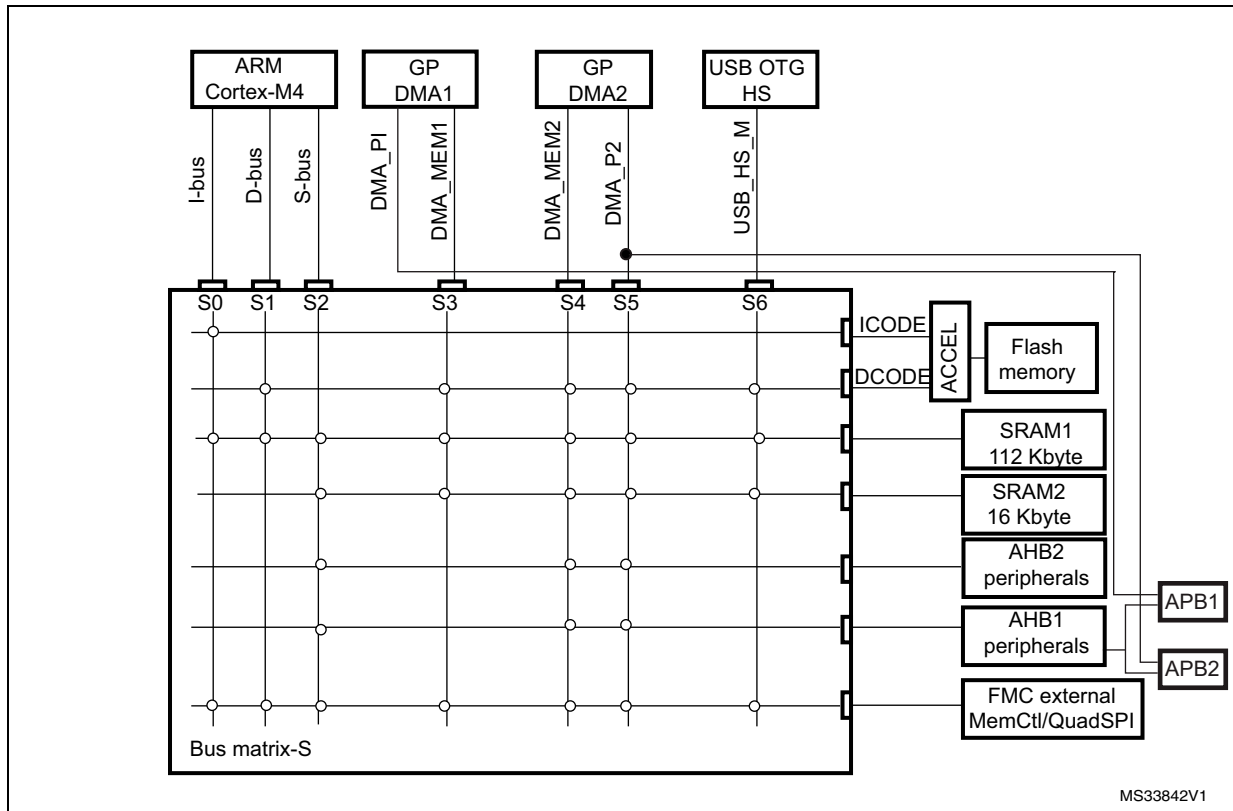 ARM
Cortex-M4
GP
DMA1
GP
DMA2
USB OTG
HS
I-bus
D-bus
S-bus
DMA_PI
DMA_MEM1
DMA_MEM2
DMA_P2
USB_HS_M
S0
S1
S2
S3
S4
S5
S6
ICODE
DCODE
ACCEL
Flash
memory
SRAM1
112 Kbyte
SRAM2
16 Kbyte
AHB2
peripherals
AHB1
peripherals
APB1
APB2
FMC external
MemCtl/QuadSPI
Bus matrix-S
MS33842V1